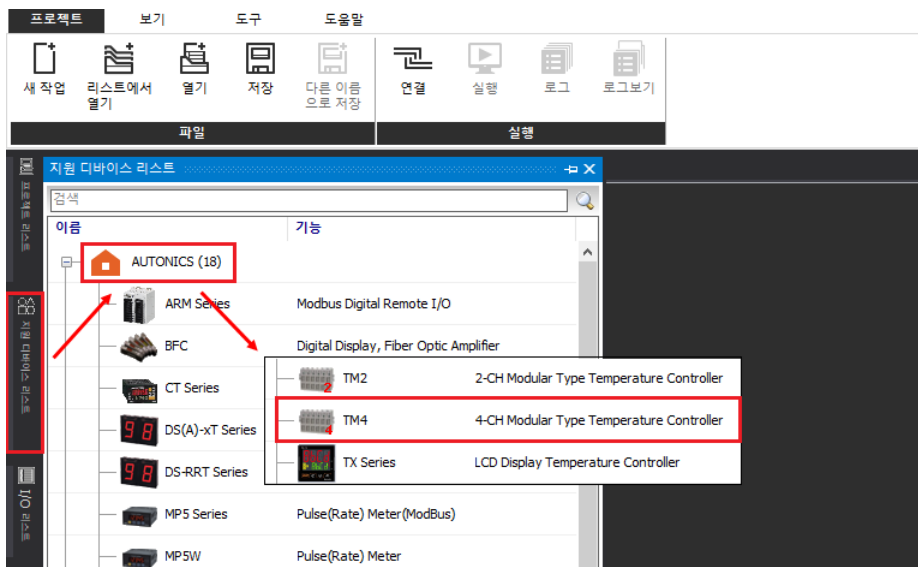 프로젝트 보기 도구 도움말
새 작업 리스트에서 열기 저장 다른 이름 연결 실행 로그 로그보기
열기 으로 저장
파일 실행
프로젝트 리스트
지원 디바이스 리스트
I/O 리스트
지원 디바이스 리스트
검색
이름 기능
AUTONICS (18)
ARM Series Modbus Digital Remote I/O
BFC Digital Display, Fiber Optic Amplifier
CT Series
DS(A)-xT Series
DS-RRT Series
MP5 Series Pulse(Rate) Meter(ModBus)
MP5W Pulse(Rate) Meter
2 TM2 2-CH Modular Type Temperature Controller
4 TM4 4-CH Modular Type Temperature Controller
TX Series LCD Display Temperature Controller